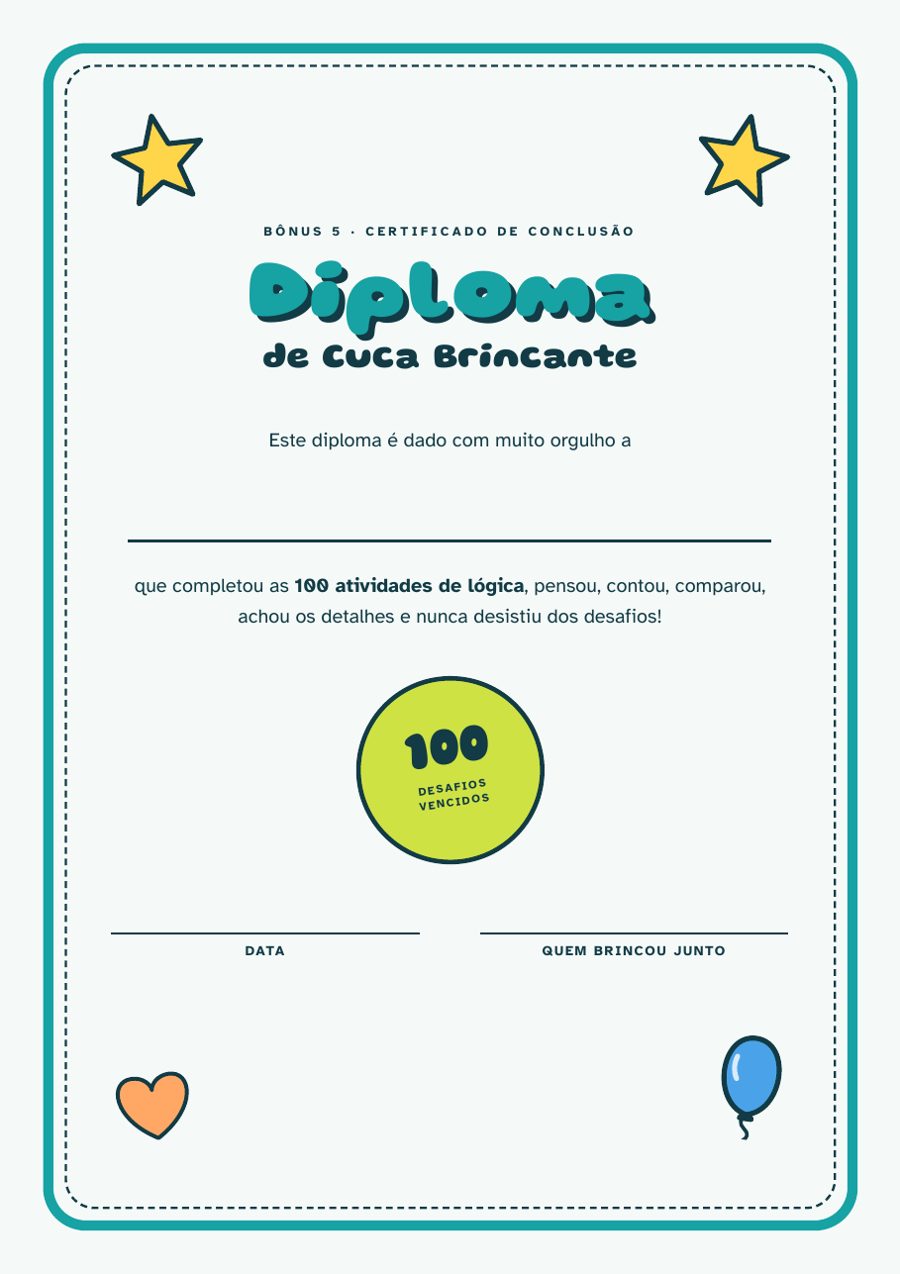 BÔNUS 5 · CERTIFICADO DE CONCLUSÃO
Diploma
de Cuca Brincante
Este diploma é dado com muito orgulho a
que completou as 100 atividades de lógica, pensou, contou, comparou,
achou os detalhes e nunca desistiu dos desafios!
100
DESAFIOS
VENCIDOS
DATA
QUEM BRINCOU JUNTO